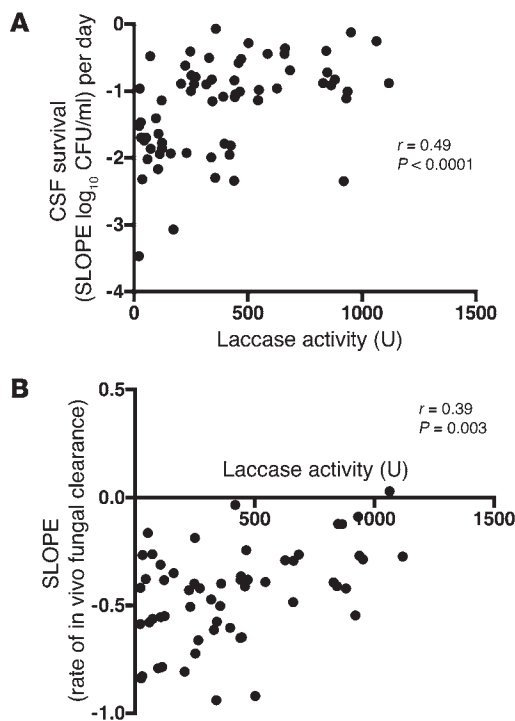 A
0
-1
-2
-3
-4
CSF survival
(SLOPE log10 CFU/ml) per day
r = 0.49
P < 0.0001
0 500 1000 1500
Laccase activity (U)
B
0.5
0.0
-0.5
-1.0
SLOPE
(rate of in vivo fungal clearance)
r = 0.39
P = 0.003
Laccase activity (U)
500 1000 1500